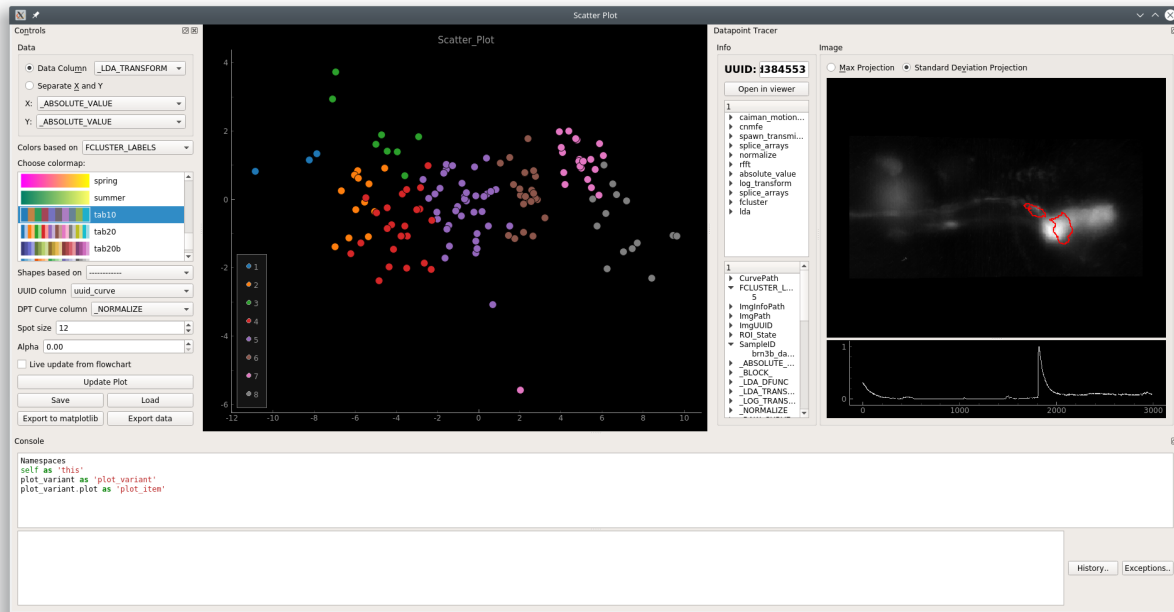 Scatter Plot
Controls
Data
Data Column _LDA_TRANSFORM
Separate X and Y
X: _ABSOLUTE_VALUE
Y: _ABSOLUTE_VALUE
Colors based on FCLUSTER_LABELS
Choose colormap:
spring
summer
tab10
tab20
tab20b
Shapes based on ------------
UUID column uuid_curve
DPT Curve column _NORMALIZE
Spot size 12
Alpha 0.00
Live update from flowchart
Update Plot
Save Load
Export to matplotlib Export data
Scatter_Plot
4
2
0
-2
-4
-6
-12 -10 -8 -6 -4 -2 0 2 4 6 8 10
1
2
3
4
5
6
7
8
Datapoint Tracer
Info
UUID: d384553
Open in viewer
1
caiman_motion...
cnmfe
spawn_transmi...
splice_arrays
normalize
rfft
absolute_value
log_transform
splice_arrays
fcluster
lda
1
CurvePath
FCLUSTER_L...
5
ImgInfoPath
ImgPath
ImgUUID
ROI_State
SampleID
brn3b_da...
_ABSOLUTE_...
_BLOCK_
_LDA_DFUNC
_LDA_TRANS...
_LOG_TRANS...
_NORMALIZE
Image
Max Projection Standard Deviation Projection
1
0
0 1000 2000 3000
Console
Namespaces
self as 'this'
plot_variant as 'plot_variant'
plot_variant.plot as 'plot_item'
History.. Exceptions..